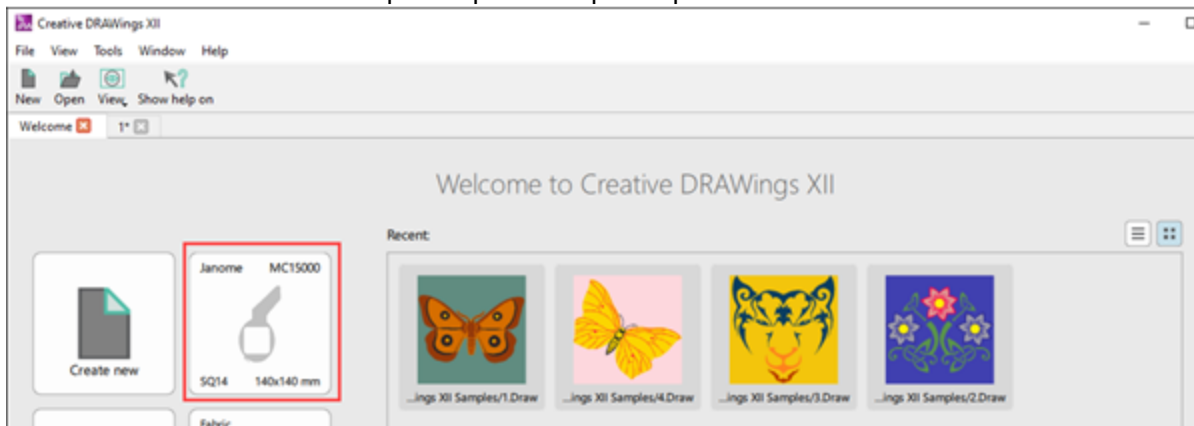 Creative DRAWings XII
File View Tools Window Help
New Open View Show help on
Welcome 1*
Welcome to Creative DRAWings XII
Recent:
Janome MC15000
Create new
SQ14 140x140 mm
...ings XII Samples/1.Draw ...ings XII Samples/4.Draw ...ings XII Samples/3.Draw ...ings XII Samples/2.Draw
Fabric